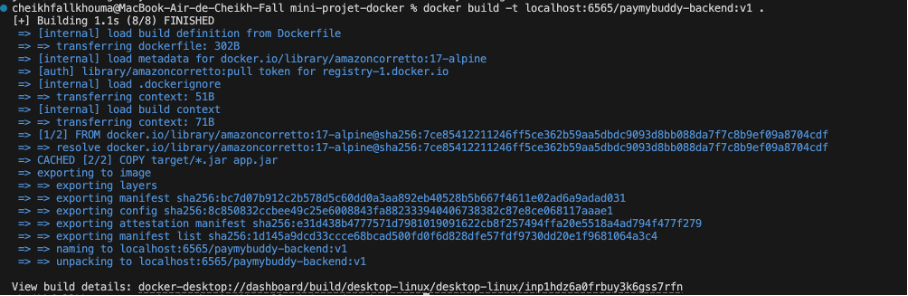 cheikhfallkhouma@MacBook-Air-de-Cheikh-Fall mini-projet-docker % docker build -t localhost:6565/paymybuddy-backend:v1 .
[+] Building 1.1s (8/8) FINISHED
=> [internal] load build definition from Dockerfile
=> => transferring dockerfile: 302B
=> [internal] load metadata for docker.io/library/amazoncorretto:17-alpine
=> [auth] library/amazoncorretto:pull token for registry-1.docker.io
=> [internal] load .dockerignore
=> => transferring context: 51B
=> [internal] load build context
=> => transferring context: 71B
=> [1/2] FROM docker.io/library/amazoncorretto:17-alpine@sha256:7ce85412211246ff5ce362b59aa5dbdc9093d8bb088da7f7c8b9ef09a8704cdf
=> => resolve docker.io/library/amazoncorretto:17-alpine@sha256:7ce85412211246ff5ce362b59aa5dbdc9093d8bb088da7f7c8b9ef09a8704cdf
=> CACHED [2/2] COPY target/*.jar app.jar
=> exporting to image
=> => exporting layers
=> => exporting manifest sha256:bc7d07b912c2b578d5c60dd0a3aa892eb40528b5b667f4611e02ad6a9adad031
=> => exporting config sha256:8c850832ccbee49c25e6008843fa882333940406738382c87e8ce068117aaae1
=> => exporting attestation manifest sha256:e31d438b4777571d7981019091622cb8f257494ffa20e5518a4ad794f477f279
=> => exporting manifest list sha256:1d145a9dcd33ccce68bcad500fd0f6d828dfe57fdf9730dd20e1f9681064a3c4
=> => naming to localhost:6565/paymybuddy-backend:v1
=> => unpacking to localhost:6565/paymybuddy-backend:v1
View build details: docker-desktop://dashboard/build/desktop-linux/desktop-linux/inp1hdz6a0frbuy3k6gss7rfn